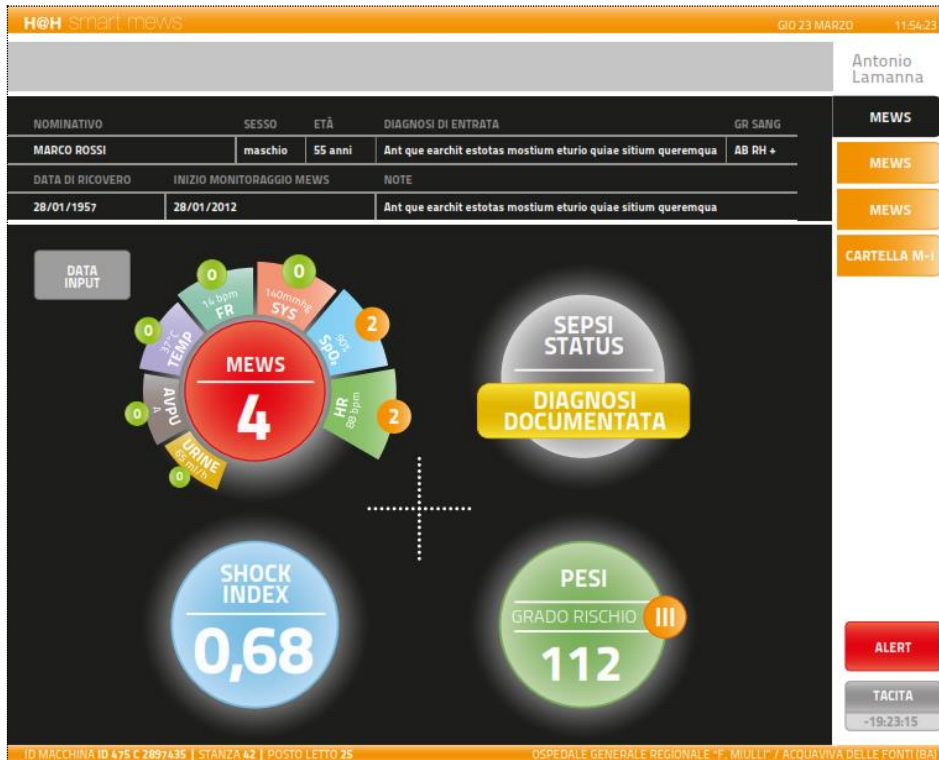 H@H smart mews
GIO 23 MARZO 11:54:23
Antonio
Lamanna
NOMINATIVO SESSO ETÀ DIAGNOSI DI ENTRATA GR SANG
MARCO ROSSI maschio 55 anni Ant que earchit estotas mostium eturio quiae sitium queremqua AB RH +
DATA DI RICOVERO INIZIO MONITORAGGIO MEWS NOTE
28/01/1957 28/01/2012 Ant que earchit estotas mostium eturio quiae sitium queremqua
MEWS
MEWS
MEWS
CARTELLA M-I
DATA
INPUT
MEWS
4
0
URINE
65 ml/h
0
AVPU
A
0
TEMP
37°C
0
14 bpm
FR
0
140mmhg
SYS
2
90%
SpO₂
2
HR
88 bpm
SEPSI
STATUS
DIAGNOSI
DOCUMENTATA
SHOCK
INDEX
0,68
PESI
GRADO RISCHIO III
112
ALERT
TACITA
-19:23:15
ID MACCHINA ID 475 C 2897435 | STANZA 42 | POSTO LETTO 25
OSPEDALE GENERALE REGIONALE "F. MIULLI" / ACQUAVIVA DELLE FONTI (BA)